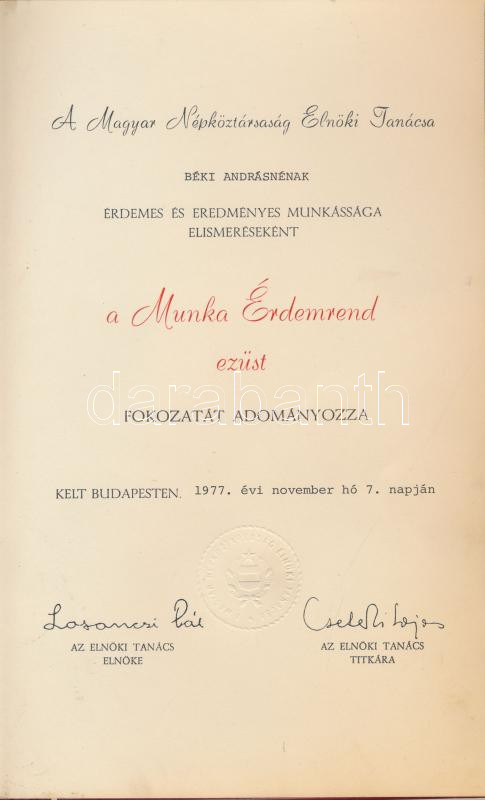 A Magyar Népköztársaság Elnöki Tanácsa
BÉKI ANDRÁSNÉNAK
ÉRDEMES ÉS EREDMÉNYES MUNKÁSSÁGA
ELISMERÉSEKÉNT
a Munka Érdemrend
ezüst
darabanth
FOKOZATÁT ADOMÁNYOZZA
KELT BUDAPESTEN, 1977. évi november hó 7. napján
Losonczi Pál
AZ ELNÖKI TANÁCS
ELNÖKE
Cseterki Lajos
AZ ELNÖKI TANÁCS
TITKÁRA